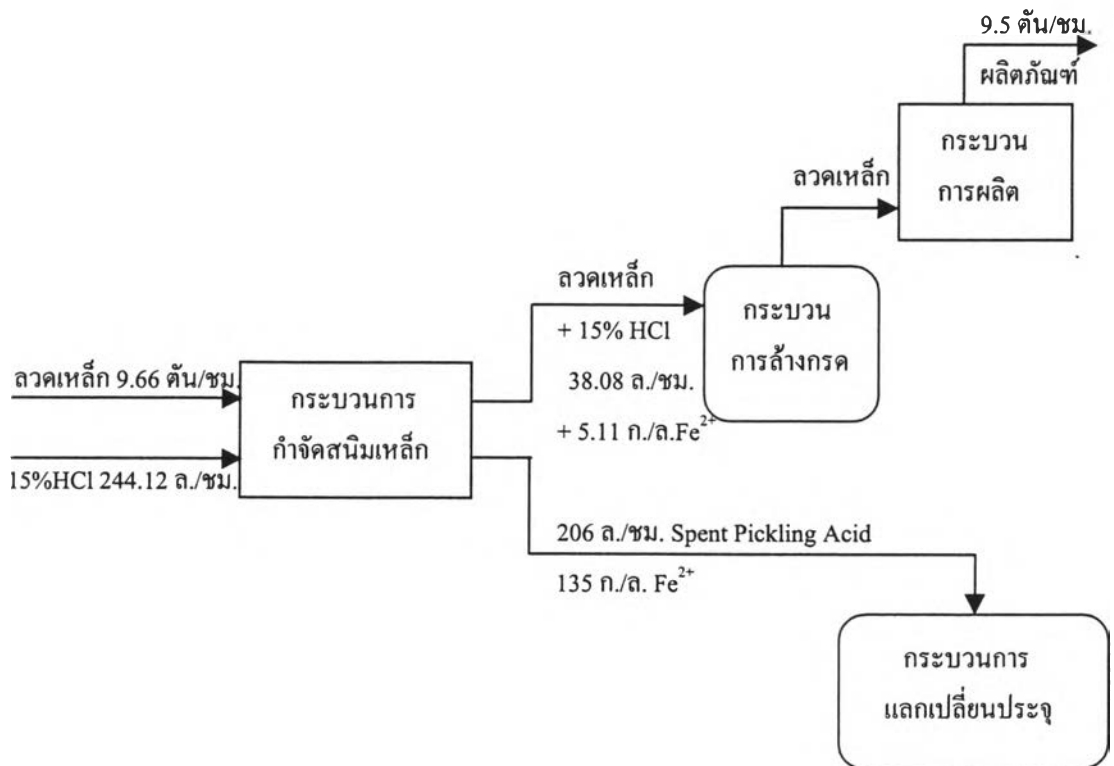 9.5 ตัน/ชม.
ผลิตภัณฑ์
กระบวน
การผลิต
ลวดเหล็ก
ลวดเหล็ก
+ 15% HCl
38.08 ล./ชม.
+ 5.11 ก./ล.Fe²⁺
กระบวน
การล้างกรด
ลวดเหล็ก 9.66 ตัน/ชม.
15%HCl 244.12 ล./ชม.
กระบวนการ
กำจัดสนิมเหล็ก
206 ล./ชม. Spent Pickling Acid
135 ก./ล. Fe²⁺
กระบวนการ
แลกเปลี่ยนประจุ